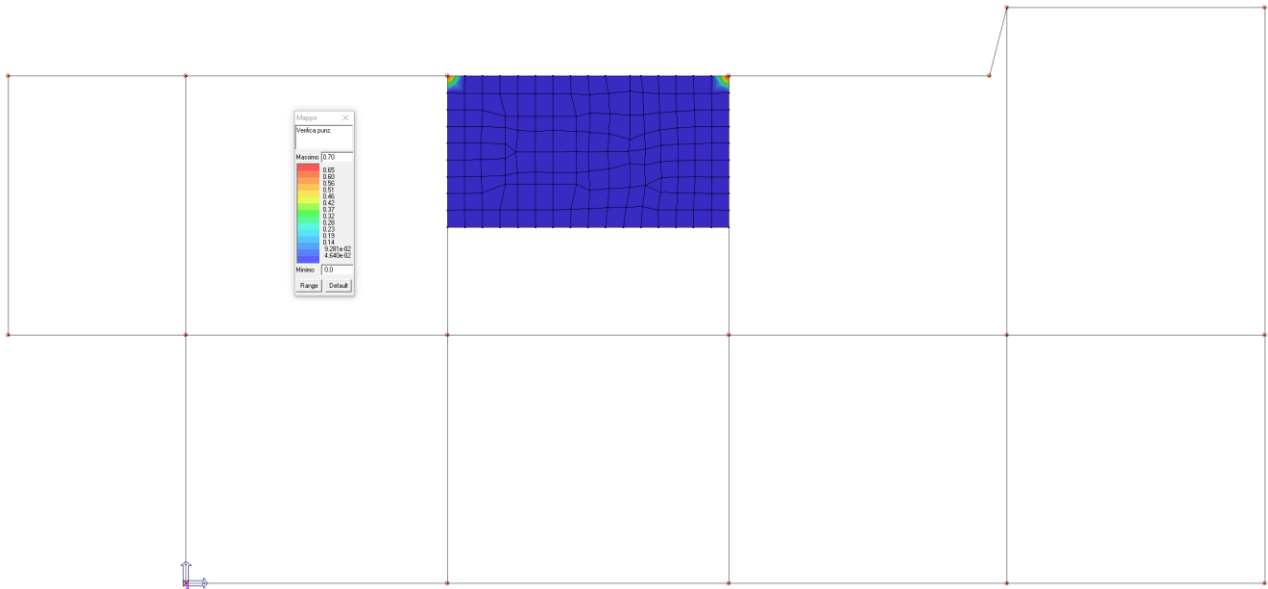 Mappa
Verifica punz.
Massimo 0.70
0.65
0.60
0.56
0.51
0.46
0.42
0.37
0.32
0.28
0.23
0.19
0.14
9.281e-02
4.640e-02
Minimo 0.0
Range Default